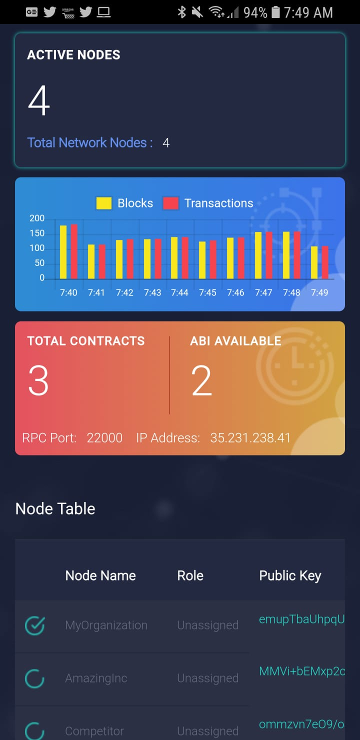 94% 7:49 AM
ACTIVE NODES
4
Total Network Nodes : 4
Blocks Transactions
200
150
100
50
0
7:40 7:41 7:42 7:43 7:44 7:45 7:46 7:47 7:48 7:49
TOTAL CONTRACTS ABI AVAILABLE
3 2
RPC Port: 22000 IP Address: 35.231.238.41
Node Table
Node Name Role Public Key
MyOrganization Unassigned emupTbaUhpqU
AmazingInc Unassigned MMVi+bEMxp2c
Competitor Unassigned ommzvn7eO9/o